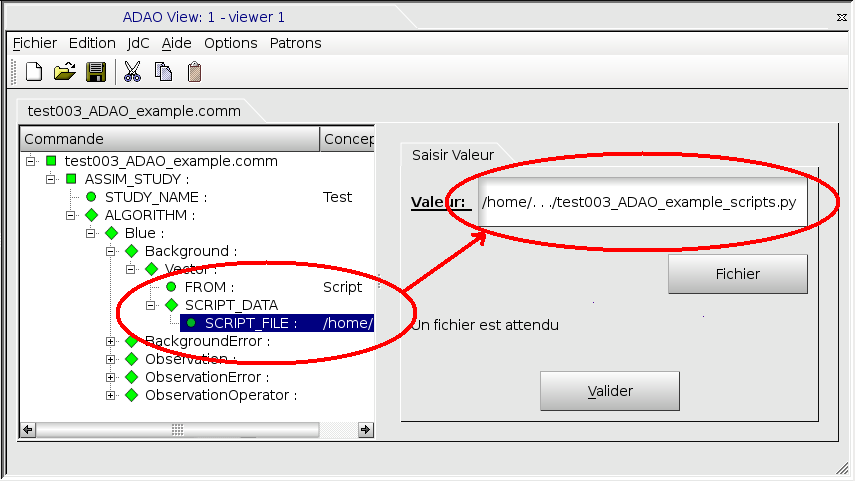 ADAO View: 1 - viewer 1
Fichier Edition JdC Aide Options Patrons
test003_ADAO_example.comm
Commande Concep
test003_ADAO_example.comm
ASSIM_STUDY :
STUDY_NAME : Test
ALGORITHM :
Blue :
Background :
Vector :
FROM : Script
SCRIPT_DATA
SCRIPT_FILE : /home/
BackgroundError :
Observation :
ObservationError :
ObservationOperator :
Saisir Valeur
Valeur: /home/. . ./test003_ADAO_example_scripts.py
Fichier
Un fichier est attendu
Valider